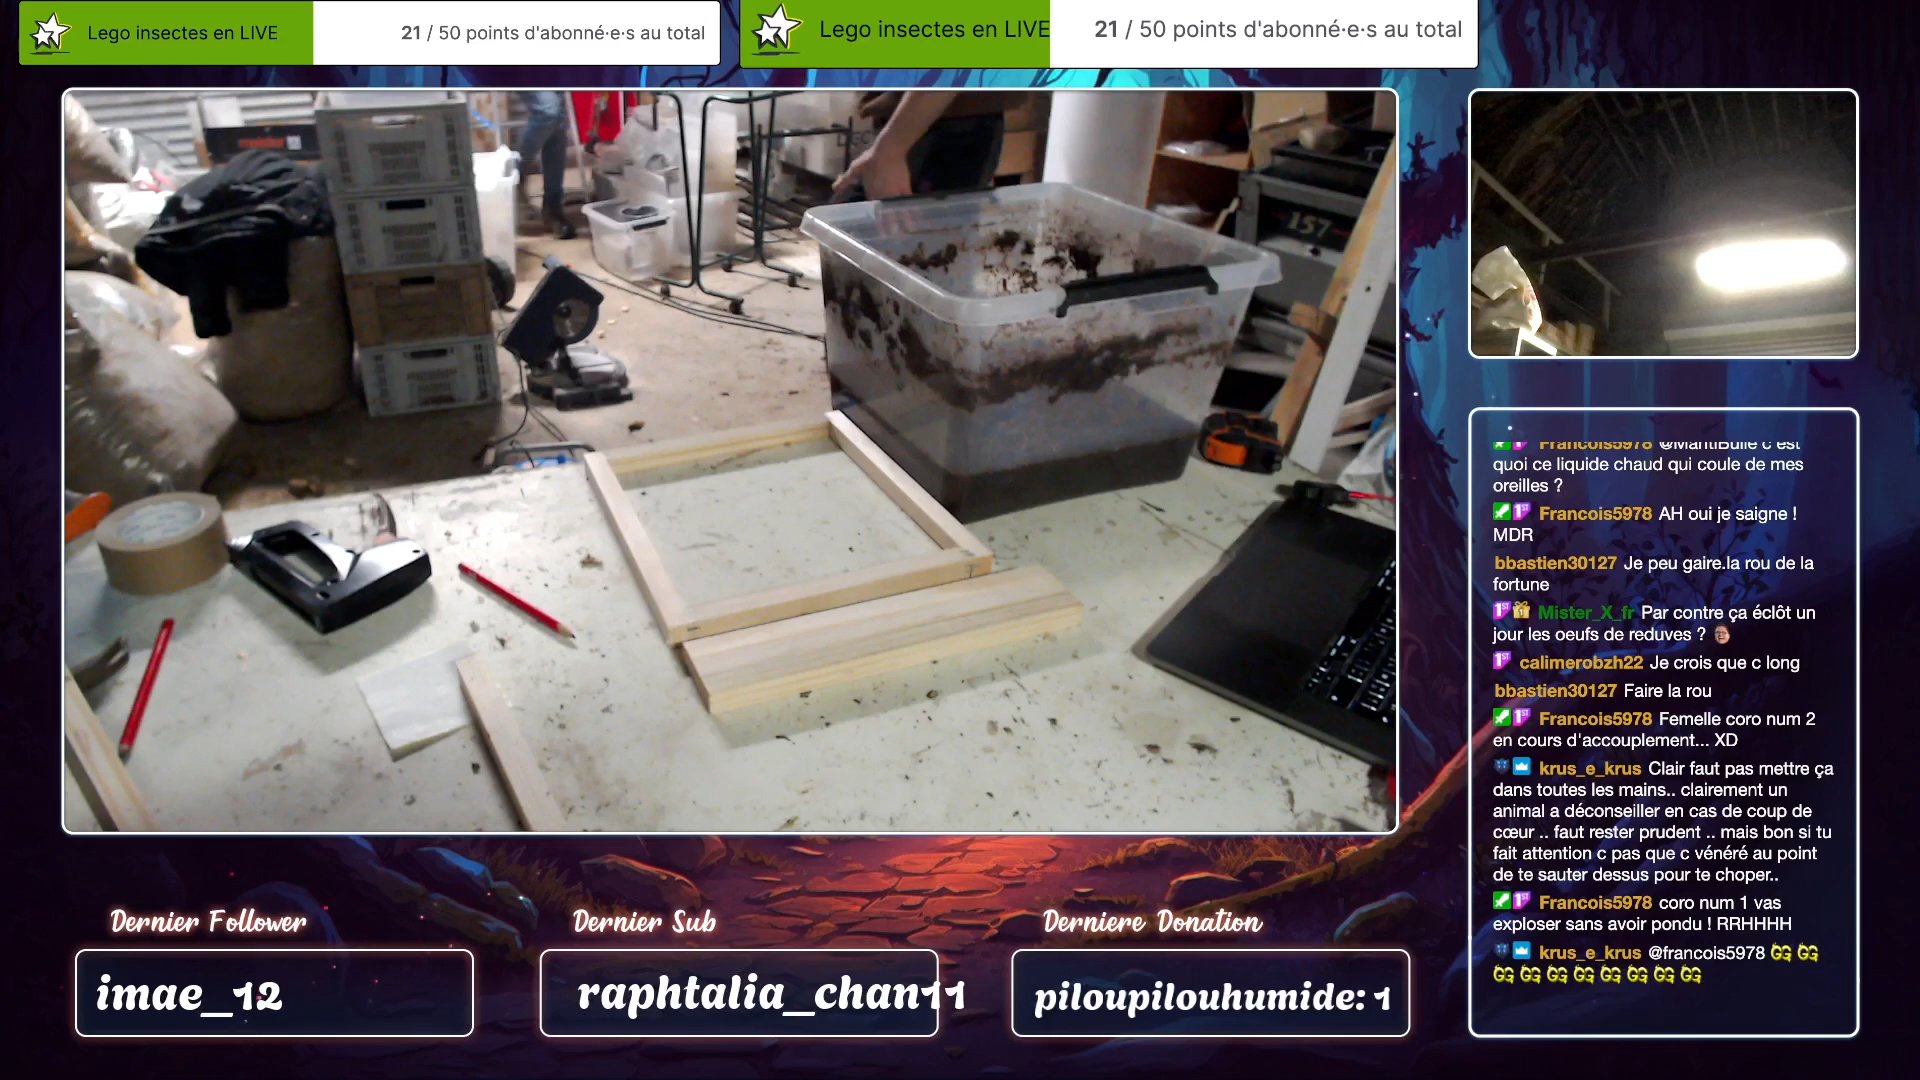 Lego insectes en LIVE
21 / 50 points d'abonné·e·s au total
Lego insectes en LIVE
21 / 50 points d'abonné·e·s au total
157
Francois5978 @MantiBulle c est
quoi ce liquide chaud qui coule de mes
oreilles ?
Francois5978 AH oui je saigne !
MDR
bbastien30127 Je peu gaire.la rou de la
fortune
Mister_X_fr Par contre ça éclôt un
jour les oeufs de reduves ?
calimerobzh22 Je crois que c long
bbastien30127 Faire la rou
Francois5978 Femelle coro num 2
en cours d'accouplement... XD
krus_e_krus Clair faut pas mettre ça
dans toutes les mains.. clairement un
animal a déconseiller en cas de coup de
cœur .. faut rester prudent .. mais bon si tu
fait attention c pas que c vénéré au point
de te sauter dessus pour te choper..
Francois5978 coro num 1 vas
exploser sans avoir pondu ! RRHHHH
krus_e_krus @francois5978 GG GG
GG GG GG GG GG GG GG GG
Dernier Follower
imae_12
Dernier Sub
raphtalia_chan11
Derniere Donation
piloupilouhumide: 1